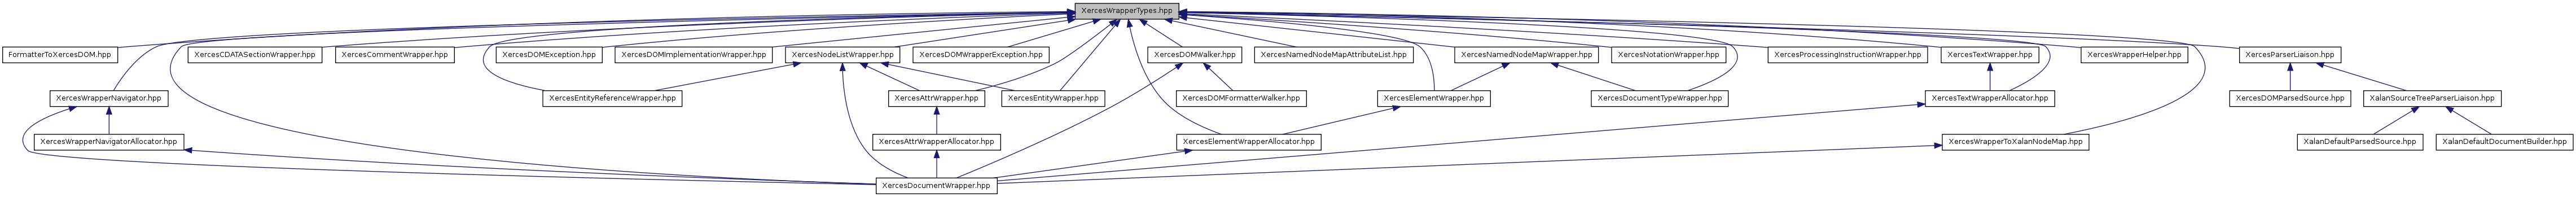 XercesWrapperTypes.hpp
FormatterToXercesDOM.hpp
XercesCDATASectionWrapper.hpp
XercesCommentWrapper.hpp
XercesDOMException.hpp
XercesDOMImplementationWrapper.hpp
XercesNodeListWrapper.hpp
XercesDOMWrapperException.hpp
XercesDOMWalker.hpp
XercesNamedNodeMapAttributeList.hpp
XercesNamedNodeMapWrapper.hpp
XercesNotationWrapper.hpp
XercesProcessingInstructionWrapper.hpp
XercesTextWrapper.hpp
XercesWrapperHelper.hpp
XercesParserLiaison.hpp
XercesWrapperNavigator.hpp
XercesEntityReferenceWrapper.hpp
XercesAttrWrapper.hpp
XercesEntityWrapper.hpp
XercesDOMFormatterWalker.hpp
XercesElementWrapper.hpp
XercesDocumentTypeWrapper.hpp
XercesTextWrapperAllocator.hpp
XercesDOMParsedSource.hpp
XalanSourceTreeParserLiaison.hpp
XercesWrapperNavigatorAllocator.hpp
XercesAttrWrapperAllocator.hpp
XercesElementWrapperAllocator.hpp
XercesWrapperToXalanNodeMap.hpp
XalanDefaultParsedSource.hpp
XalanDefaultDocumentBuilder.hpp
XercesDocumentWrapper.hpp